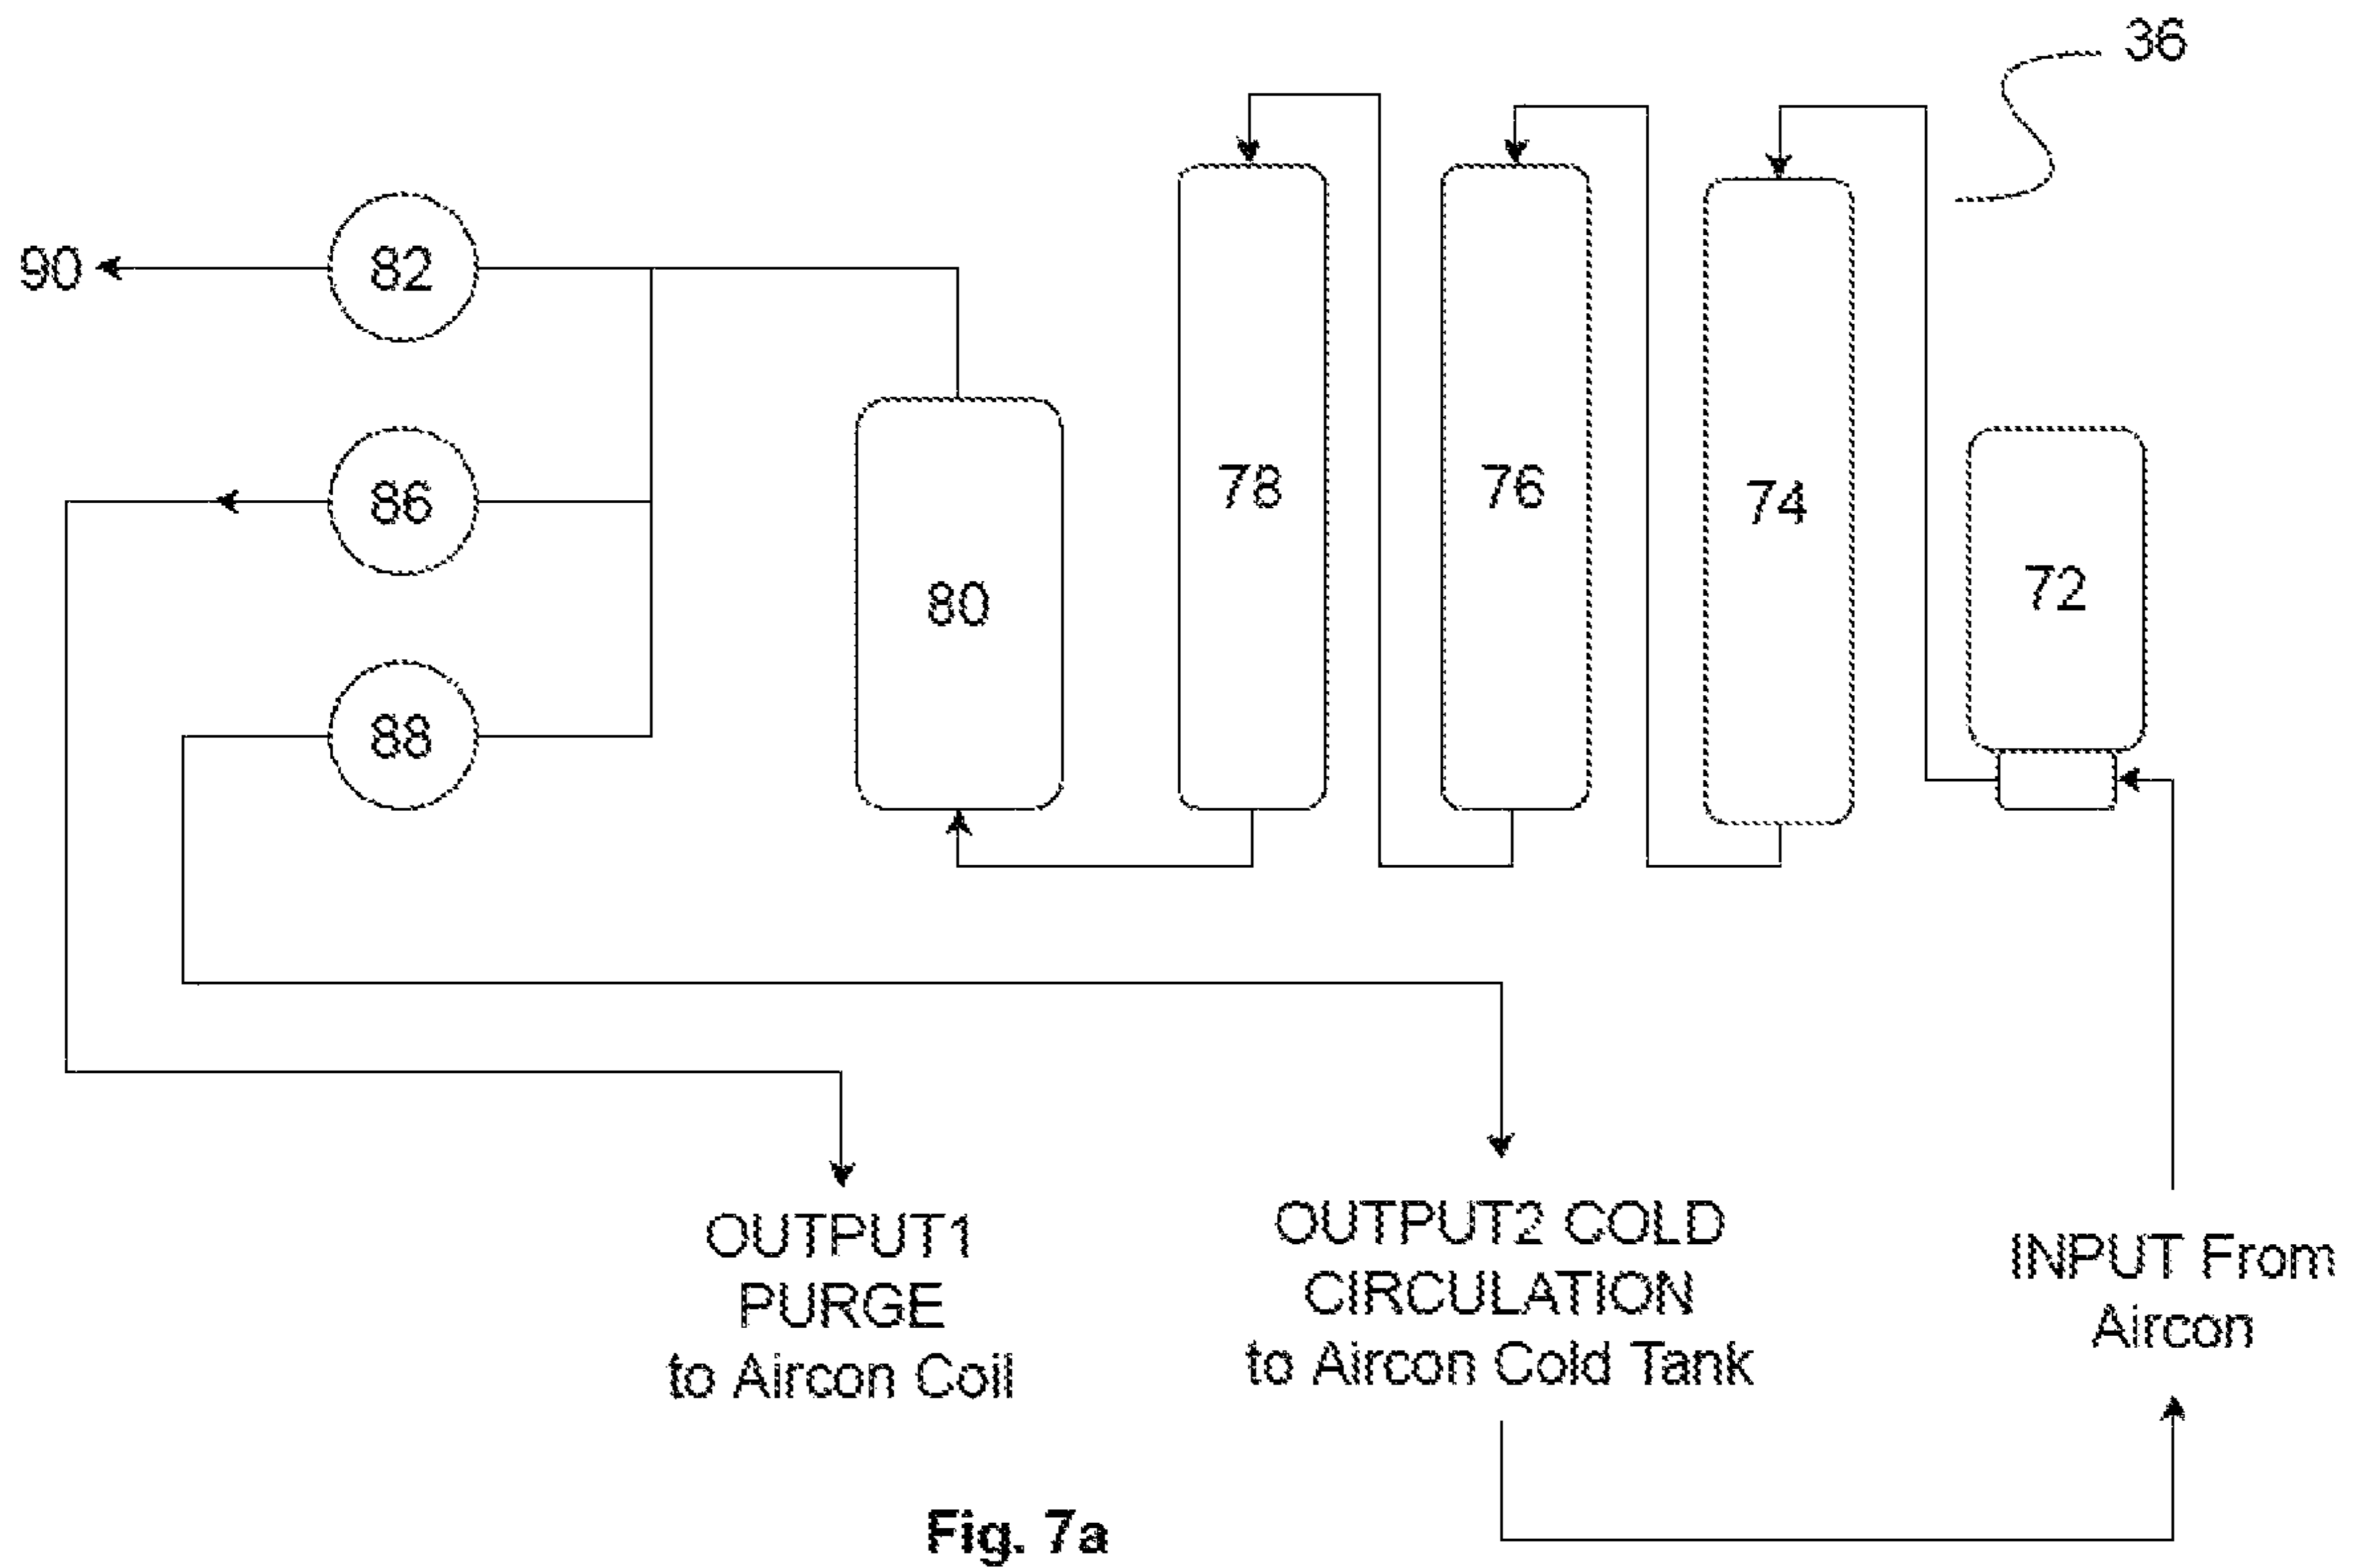 36
90
82
86
88
80
78
76
74
72
OUTPUT1
PURGE
to Aircon Coil
OUTPUT2 COLD
CIRCULATION
to Aircon Cold Tank
INPUT From
Aircon
Fig. 7a